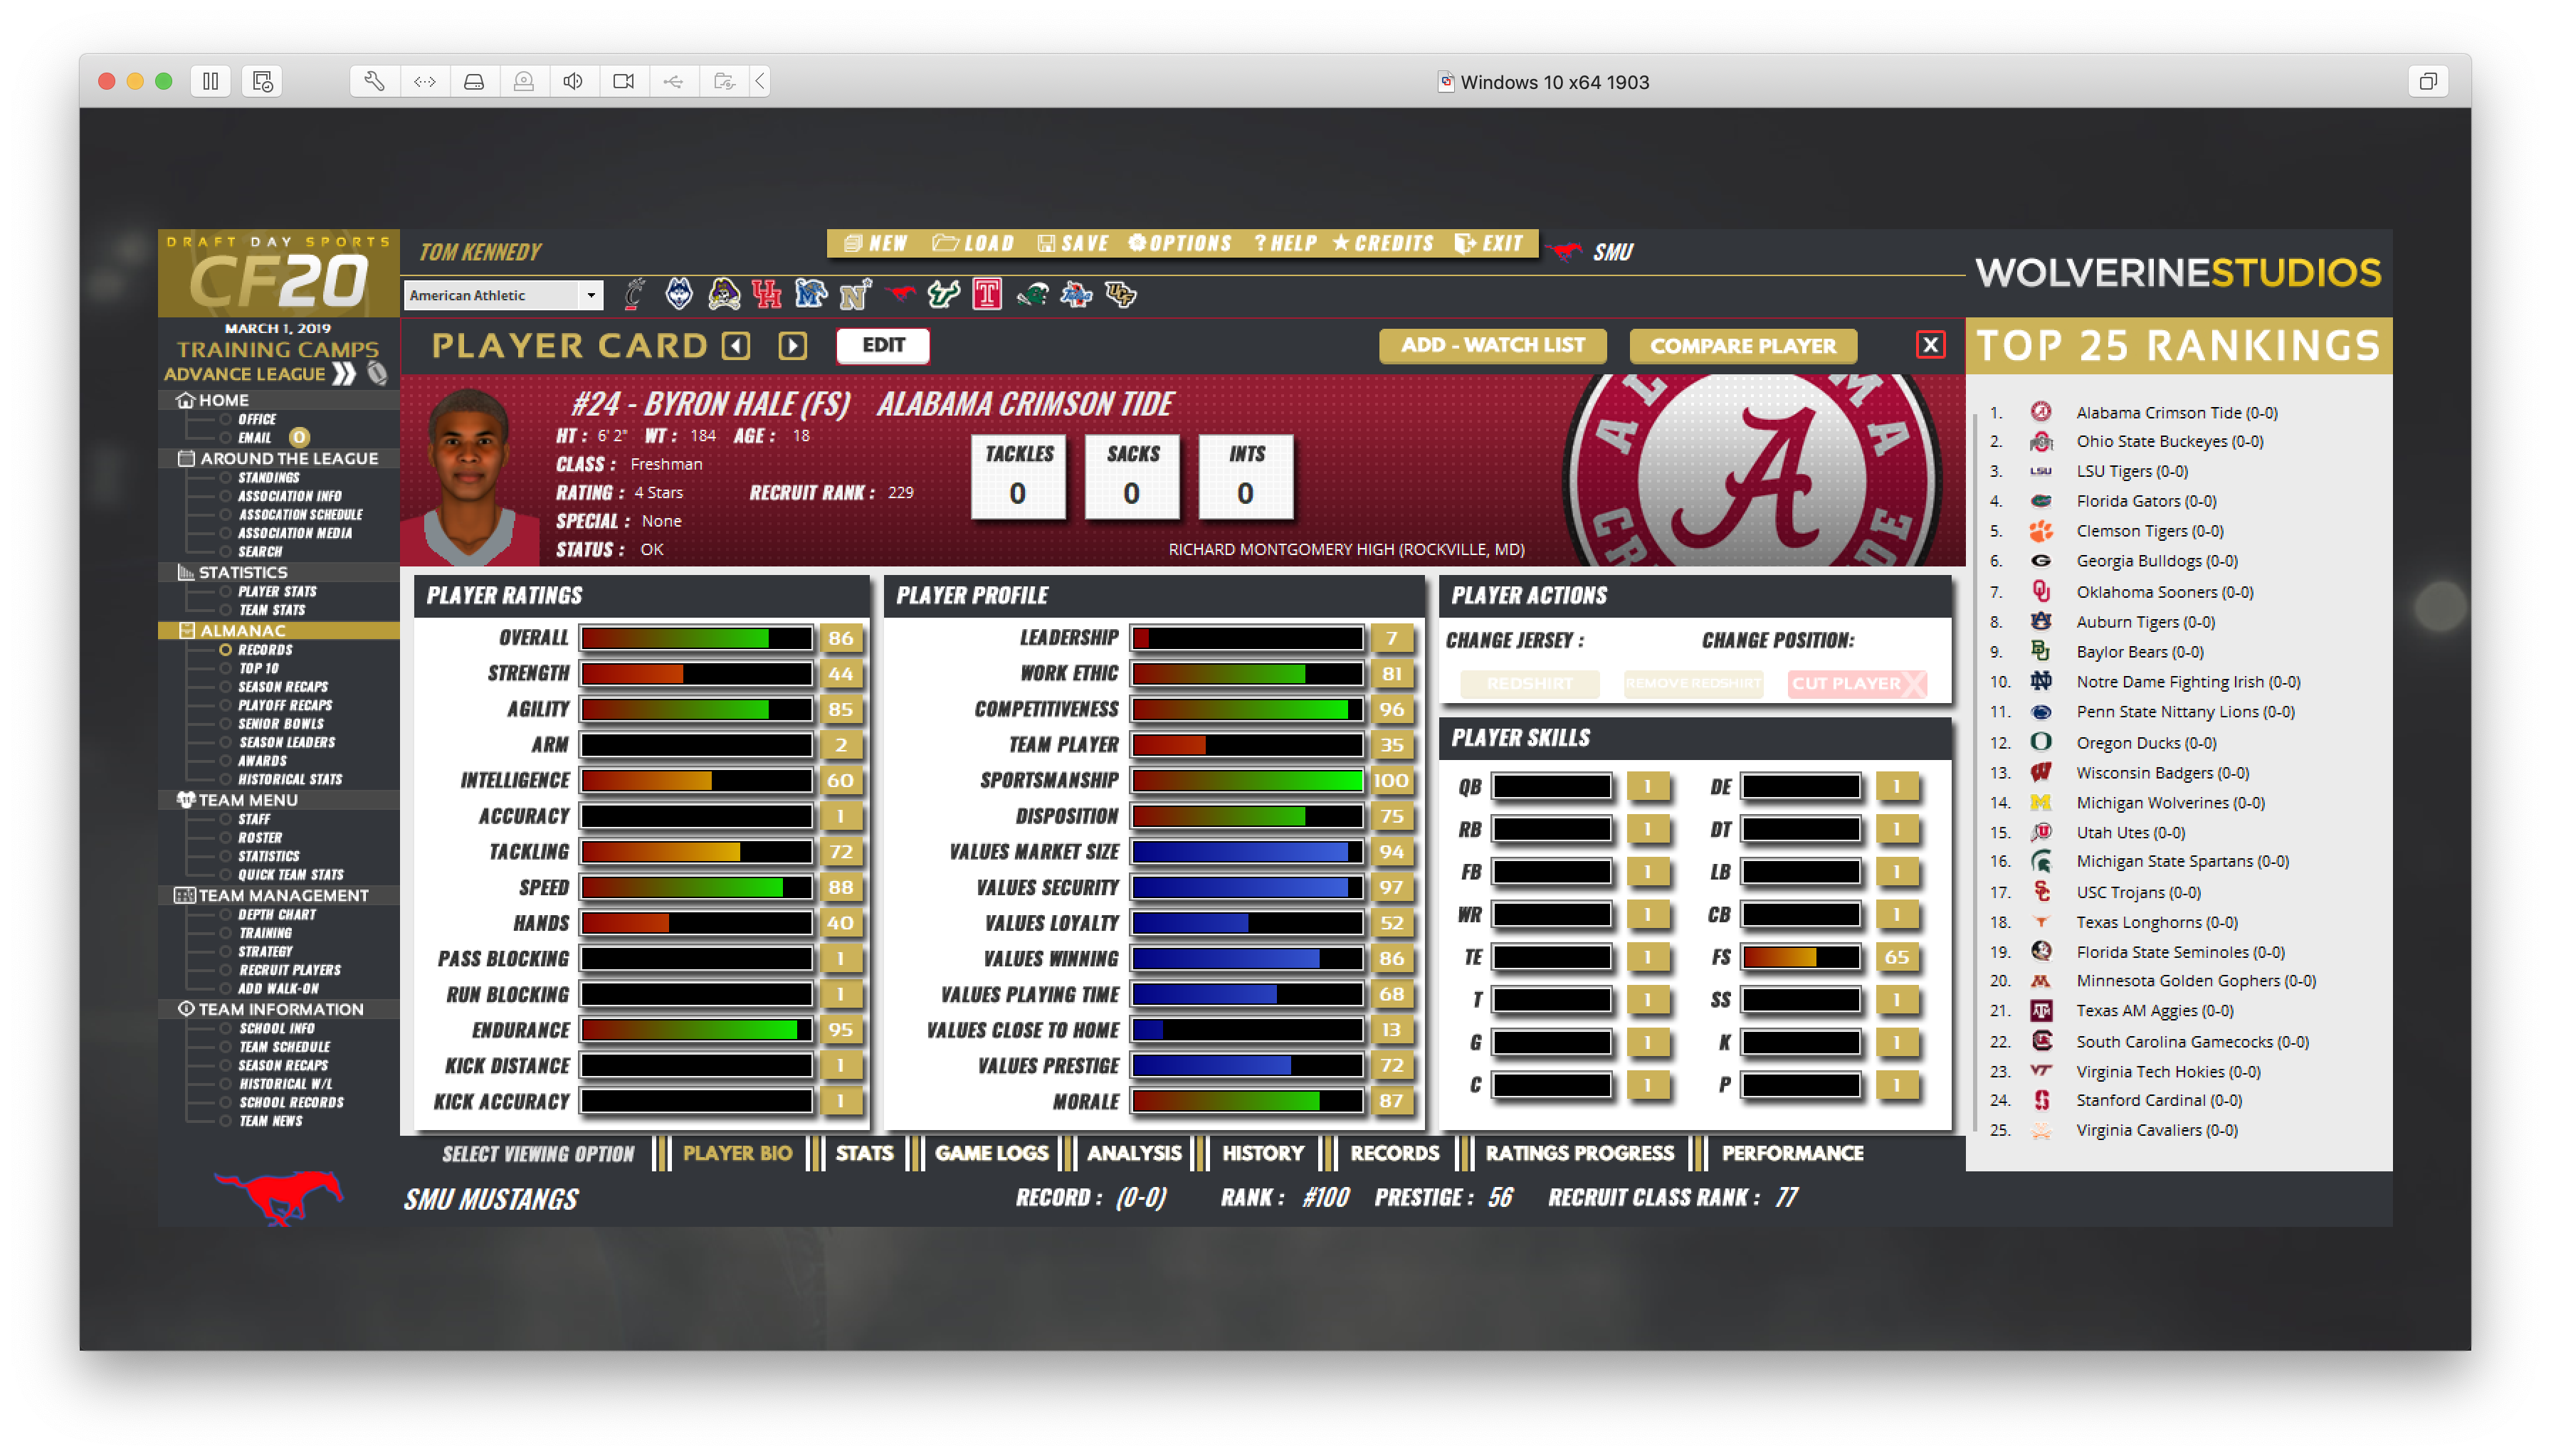 Windows 10 x64 1903
DRAFT DAY SPORTS
CF20
TOM KENNEDY
NEW LOAD SAVE OPTIONS ? HELP CREDITS EXIT
SMU
WOLVERINESTUDIOS
American Athletic
MARCH 1, 2019
TRAINING CAMPS
ADVANCE LEAGUE
HOME
OFFICE
EMAIL 0
AROUND THE LEAGUE
STANDINGS
ASSOCIATION INFO
ASSOCATION SCHEDULE
ASSOCIATION MEDIA
SEARCH
STATISTICS
PLAYER STATS
TEAM STATS
ALMANAC
RECORDS
TOP 10
SEASON RECAPS
PLAYOFF RECAPS
SENIOR BOWLS
SEASON LEADERS
AWARDS
HISTORICAL STATS
TEAM MENU
STAFF
ROSTER
STATISTICS
QUICK TEAM STATS
TEAM MANAGEMENT
DEPTH CHART
TRAINING
STRATEGY
RECRUIT PLAYERS
ADD WALK-ON
TEAM INFORMATION
SCHOOL INFO
TEAM SCHEDULE
SEASON RECAPS
HISTORICAL W/L
SCHOOL RECORDS
TEAM NEWS
PLAYER CARD
EDIT
ADD - WATCH LIST
COMPARE PLAYER
X
#24 - BYRON HALE (FS) ALABAMA CRIMSON TIDE
HT : 6' 2" WT : 184 AGE : 18
CLASS : Freshman
RATING : 4 Stars RECRUIT RANK : 229
SPECIAL : None
STATUS : OK
TACKLES 0
SACKS 0
INTS 0
RICHARD MONTGOMERY HIGH (ROCKVILLE, MD)
PLAYER RATINGS
OVERALL 86
STRENGTH 44
AGILITY 85
ARM 2
INTELLIGENCE 60
ACCURACY 1
TACKLING 72
SPEED 88
HANDS 40
PASS BLOCKING 1
RUN BLOCKING 1
ENDURANCE 95
KICK DISTANCE 1
KICK ACCURACY 1
PLAYER PROFILE
LEADERSHIP 7
WORK ETHIC 81
COMPETITIVENESS 96
TEAM PLAYER 35
SPORTSMANSHIP 100
DISPOSITION 75
VALUES MARKET SIZE 94
VALUES SECURITY 97
VALUES LOYALTY 52
VALUES WINNING 86
VALUES PLAYING TIME 68
VALUES CLOSE TO HOME 13
VALUES PRESTIGE 72
MORALE 87
PLAYER ACTIONS
CHANGE JERSEY : CHANGE POSITION:
REDSHIRT REMOVE REDSHIRT CUT PLAYER X
PLAYER SKILLS
QB 1 DE 1
RB 1 DT 1
FB 1 LB 1
WR 1 CB 1
TE 1 FS 65
T 1 SS 1
G 1 K 1
C 1 P 1
SELECT VIEWING OPTION PLAYER BIO STATS GAME LOGS ANALYSIS HISTORY RECORDS RATINGS PROGRESS PERFORMANCE
SMU MUSTANGS RECORD : (0-0) RANK : #100 PRESTIGE : 56 RECRUIT CLASS RANK : 77
TOP 25 RANKINGS
1. Alabama Crimson Tide (0-0)
2. Ohio State Buckeyes (0-0)
3. LSU LSU Tigers (0-0)
4. Florida Gators (0-0)
5. Clemson Tigers (0-0)
6. Georgia Bulldogs (0-0)
7. Oklahoma Sooners (0-0)
8. Auburn Tigers (0-0)
9. Baylor Bears (0-0)
10. Notre Dame Fighting Irish (0-0)
11. Penn State Nittany Lions (0-0)
12. Oregon Ducks (0-0)
13. Wisconsin Badgers (0-0)
14. Michigan Wolverines (0-0)
15. Utah Utes (0-0)
16. Michigan State Spartans (0-0)
17. USC Trojans (0-0)
18. Texas Longhorns (0-0)
19. Florida State Seminoles (0-0)
20. Minnesota Golden Gophers (0-0)
21. Texas AM Aggies (0-0)
22. South Carolina Gamecocks (0-0)
23. Virginia Tech Hokies (0-0)
24. Stanford Cardinal (0-0)
25. Virginia Cavaliers (0-0)